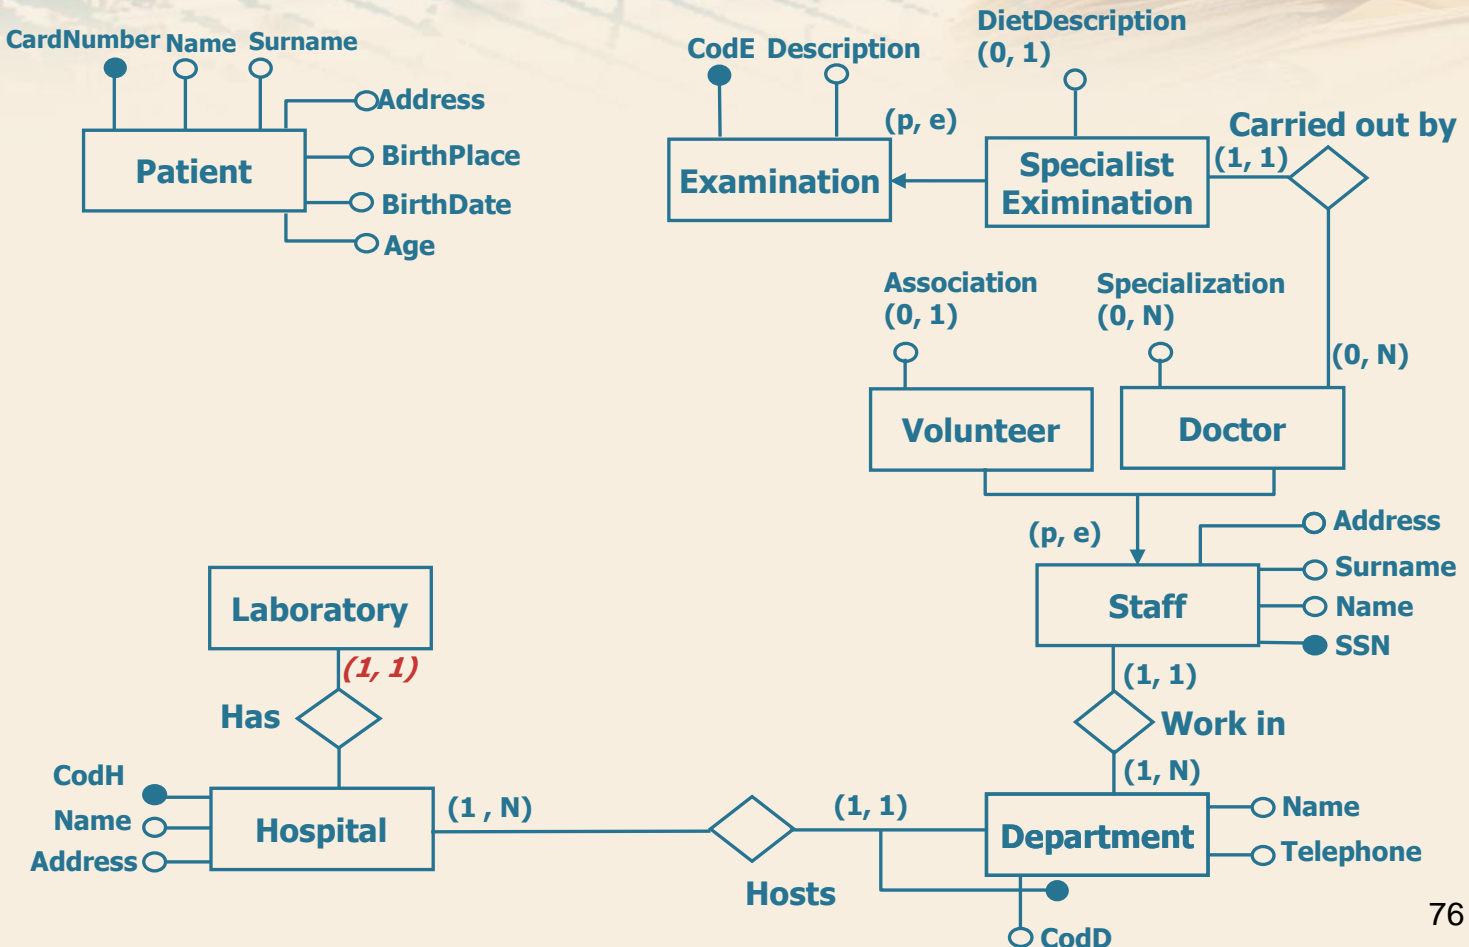 CardNumber Name Surname
Address
BirthPlace
BirthDate
Age
Patient
CodE Description
Examination
(p, e)
DietDescription
(0, 1)
Specialist
Eximination
(1, 1)
Carried out by
(0, N)
Association
(0, 1)
Specialization
(0, N)
Volunteer
Doctor
(p, e)
Address
Surname
Name
SSN
Staff
(1, 1)
Work in
(1, N)
Laboratory
(1, 1)
Has
CodH
Name
Address
Hospital
(1 , N)
Hosts
(1, 1)
Department
Name
Telephone
CodD
76